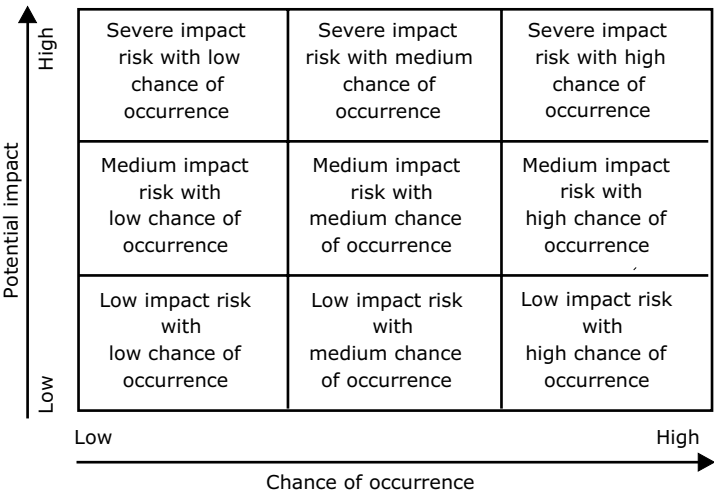 High
Potential impact
Low
Severe impact
risk with low
chance of
occurrence
Severe impact
risk with medium
chance of
occurrence
Severe impact
risk with high
chance of
occurrence
Medium impact
risk with
low chance of
occurrence
Medium impact
risk with
medium chance
of occurrence
Medium impact
risk with
high chance of
occurrence
Low impact risk
with
low chance of
occurrence
Low impact risk
with
medium chance
of occurrence
Low impact risk
with
high chance of
occurrence
Low
High
Chance of occurrence